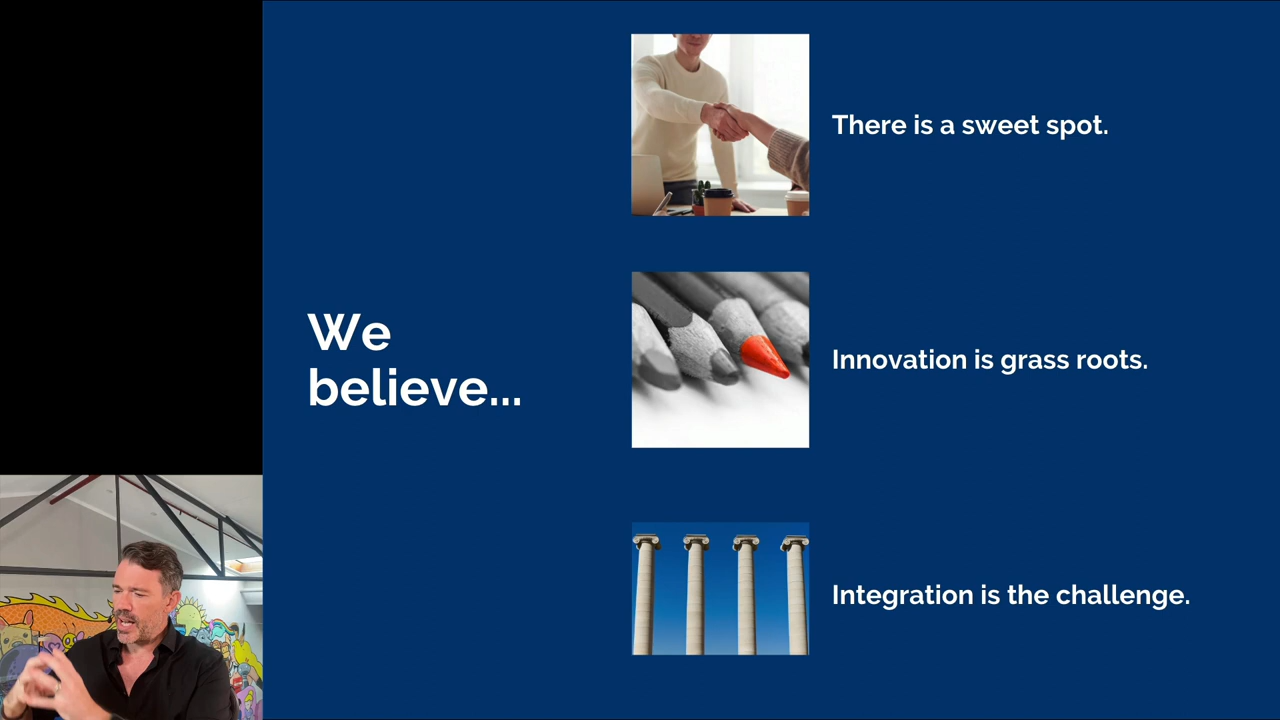 We
believe...
There is a sweet spot.
Innovation is grass roots.
Integration is the challenge.